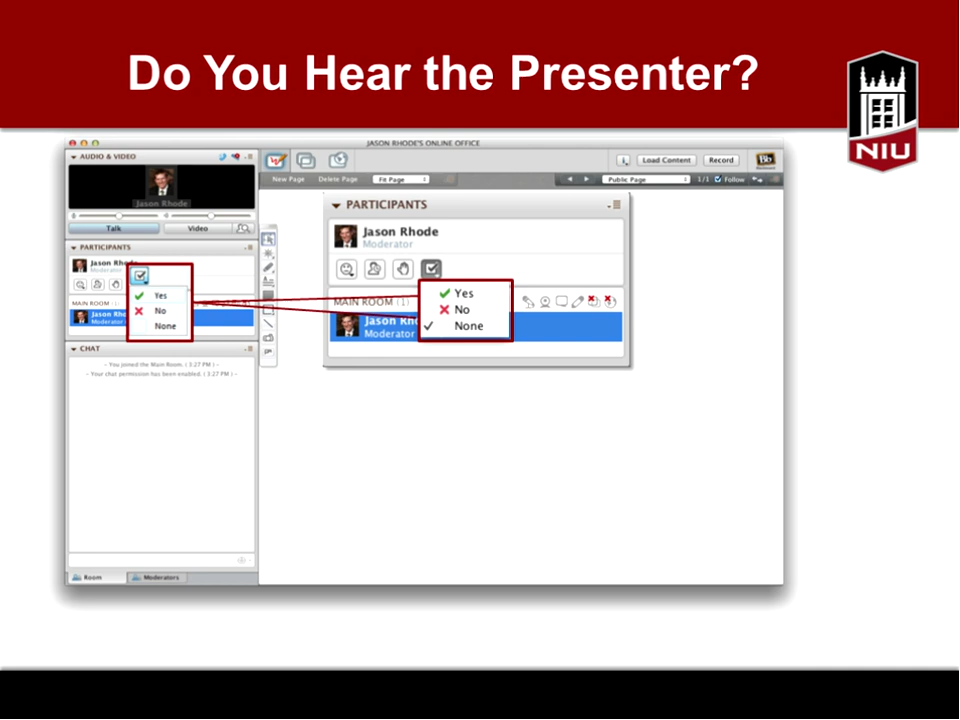 Do You Hear the Presenter?
NIU
JASON RHODE'S ONLINE OFFICE
AUDIO & VIDEO
Jason Rhode
Talk
Video
Load Content
Record
Bb
New Page
Delete Page
Fit Page
Public Page
1/1
Follow
PARTICIPANTS
Jason Rhode
Moderator
MAIN ROOM
Jason Rho
Moderator
Yes
No
None
PARTICIPANTS
Jason Rhode
Moderator
MAIN ROOM (1)
Jason Rho
Moderator
Yes
No
None
CHAT
- You joined the Main Room. ( 3:27 PM ) -
- Your chat permission has been enabled. ( 3:27 PM ) -
Room
Moderators